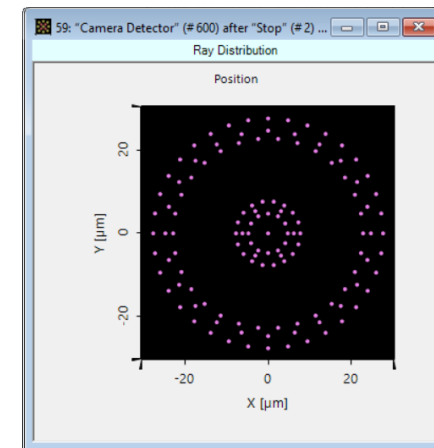 59: "Camera Detector" (# 600) after "Stop" (# 2) ...
Ray Distribution
Position
20
0
-20
Y [µm]
-20 0 20
X [µm]